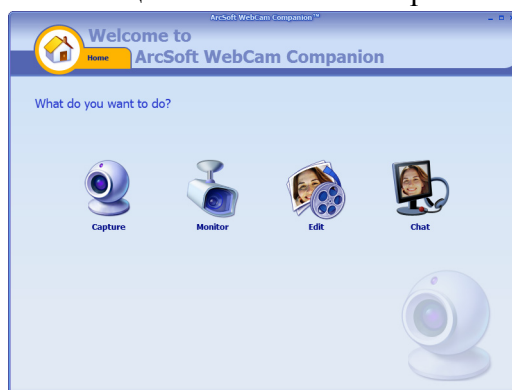 ArcSoft WebCam Companion™
Welcome to
Home
ArcSoft WebCam Companion
What do you want to do?
Capture
Monitor
Edit
Chat